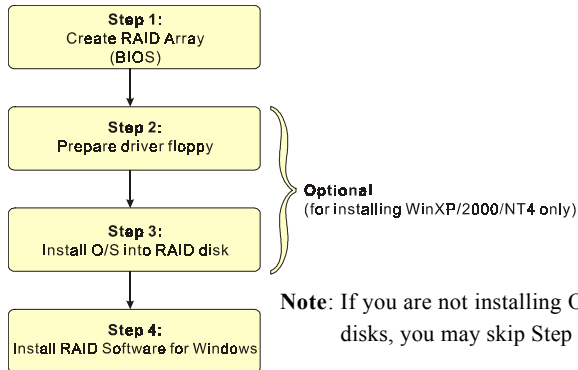 Step 1:
Create RAID Array
(BIOS)
Step 2:
Prepare driver floppy
Optional
(for installing WinXP/2000/NT4 only)
Step 3:
Install O/S into RAID disk
Note: If you are not installing
disks, you may skip Step
Step 4:
Install RAID Software for Windows